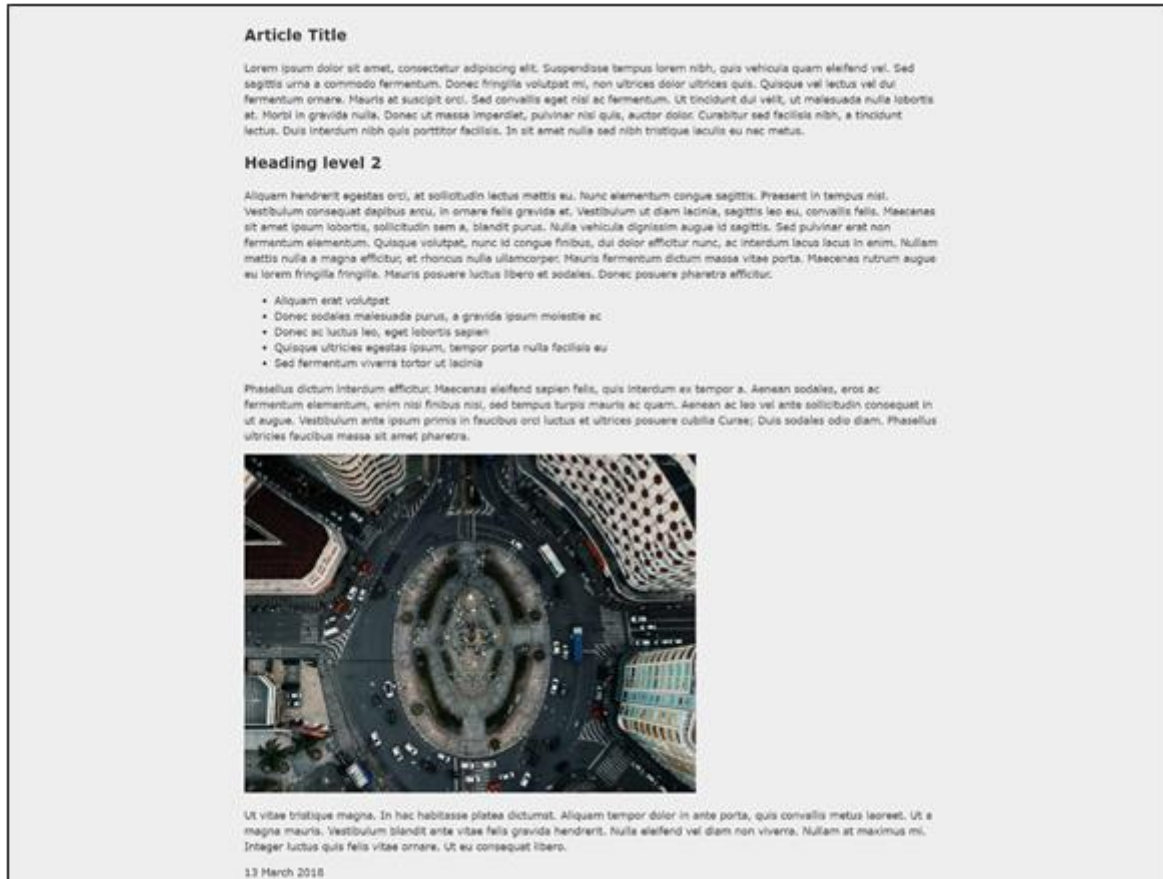 Article Title
Lorem ipsum dolor sit amet, consectetur adipiscing elit. Suspendisse tempus lorem nibh, quis vehicula quam eleifend vel. Sed
sagittis urna a commodo fermentum. Donec fringilla volutpat mi, non ultrices dolor ultrices quis. Quisque vel lectus vel dui
fermentum ornare. Mauris at suscipit orci. Sed convallis eget nisl ac fermentum. Ut tincidunt dui velit, ut malesuada nulla lobortis
at. Morbi in gravida nulla. Donec ut massa imperdiet, pulvinar nisi quis, auctor dolor. Curabitur sed facilisis nibh, a tincidunt
lectus. Duis interdum nibh quis porttitor facilisis. In sit amet nulla sed nibh tristique iaculis eu nec metus.
Heading level 2
Aliquam hendrerit egestas orci, at sollicitudin lectus mattis eu. Nunc elementum congue sagittis. Praesent in tempus nisl.
Vestibulum consequat dapibus arcu, in ornare felis gravida et. Vestibulum ut diam lacinia, sagittis leo eu, convallis felis. Maecenas
sit amet ipsum lobortis, sollicitudin sem a, blandit purus. Nulla vehicula dignissim augue id sagittis. Sed pulvinar erat non
fermentum elementum. Quisque volutpat, nunc id congue finibus, dui dolor efficitur nunc, ac interdum lacus lacus in enim. Nullam
mattis nulla a magna efficitur, et rhoncus nulla ullamcorper. Mauris fermentum dictum massa vitae porta. Maecenas rutrum augue
eu lorem fringilla fringilla. Mauris posuere luctus libero et sodales. Donec posuere pharetra efficitur.
• Aliquam erat volutpat
• Donec sodales malesuada purus, a gravida ipsum molestie ac
• Donec ac luctus leo, eget lobortis sapien
• Quisque ultricies egestas ipsum, tempor porta nulla facilisis eu
• Sed fermentum viverra tortor ut lacinia
Phasellus dictum interdum efficitur. Maecenas eleifend sapien felis, quis interdum ex tempor a. Aenean sodales, eros ac
fermentum elementum, enim nisi finibus nisi, sed tempus turpis mauris ac quam. Aenean ac leo vel ante sollicitudin consequat in
ut augue. Vestibulum ante ipsum primis in faucibus orci luctus et ultrices posuere cubilia Curae; Duis sodales odio diam. Phasellus
ultricies faucibus massa sit amet pharetra.
Ut vitae tristique magna. In hac habitasse platea dictumst. Aliquam tempor dolor in ante porta, quis convallis metus laoreet. Ut a
magna mauris. Vestibulum blandit ante vitae felis gravida hendrerit. Nulla eleifend vel diam non viverra. Nullam at maximus mi.
Integer luctus quis felis vitae ornare. Ut eu consequat libero.
13 March 2018